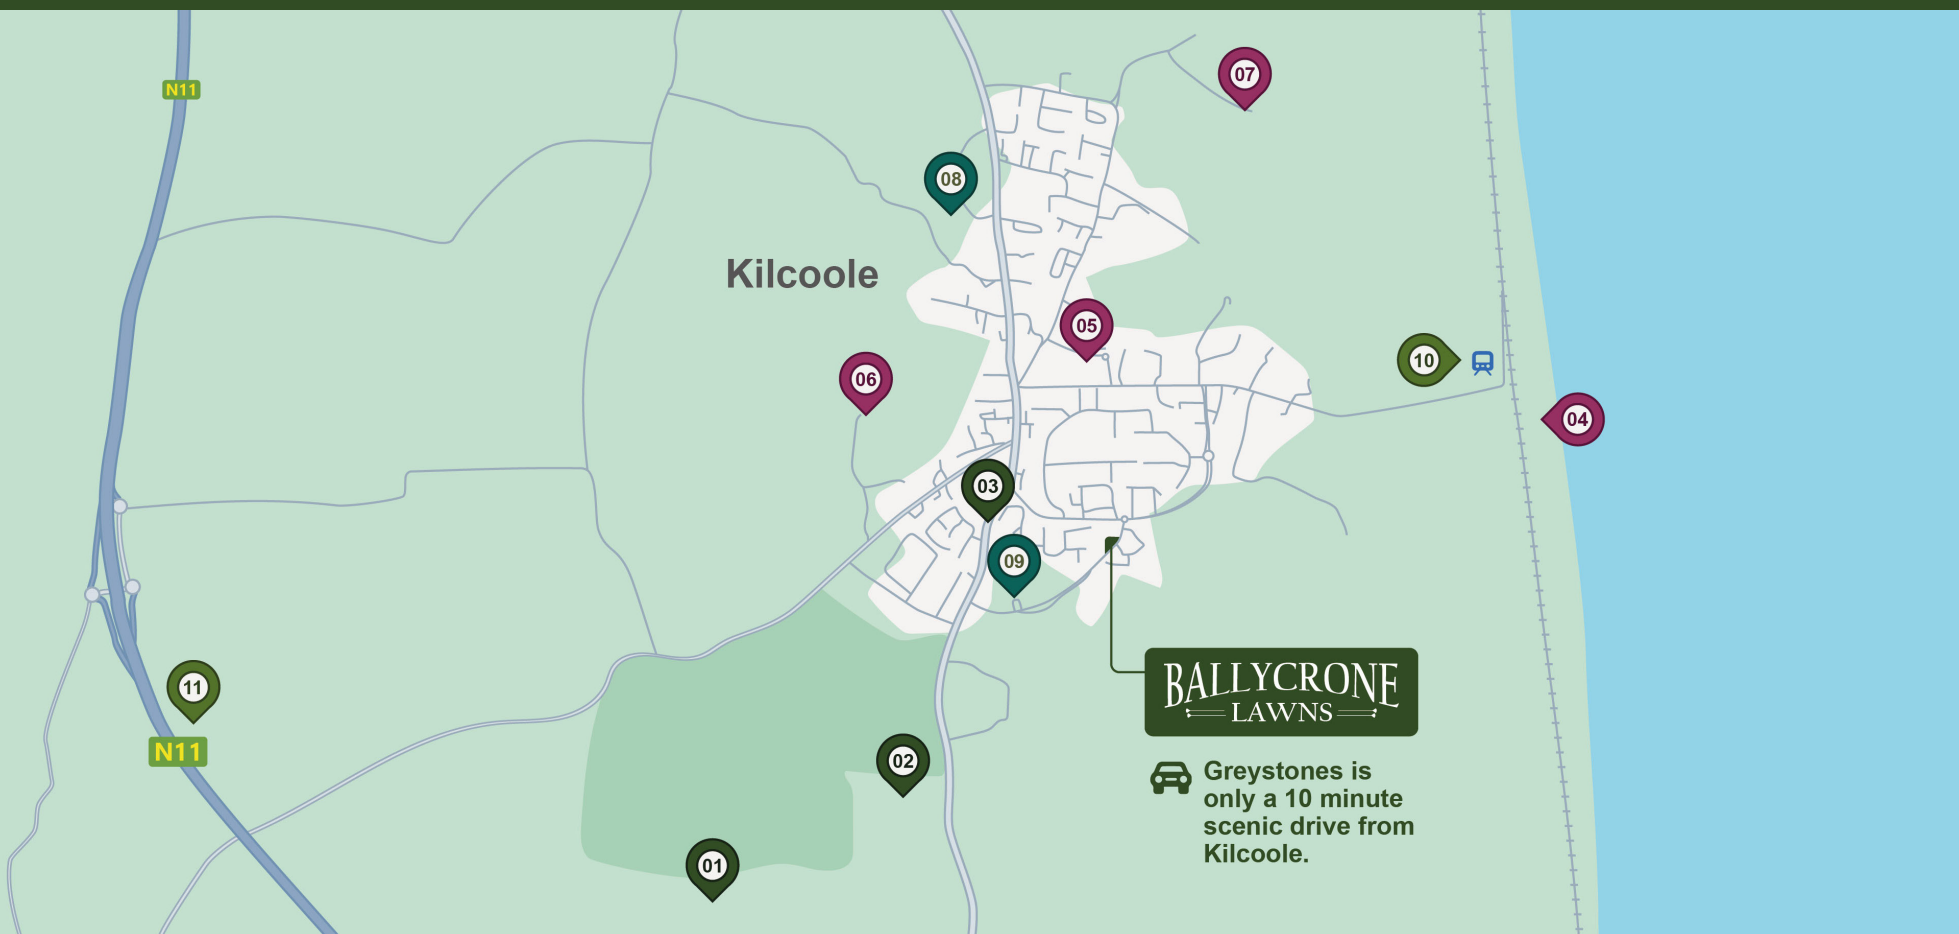 07
N11
08
Kilcoole
05
10
06
04
03
09
BALLYCRONE
LAWNS
11
N11
02
Greystones is
only a 10 minute
scenic drive from
Kilcoole.
01